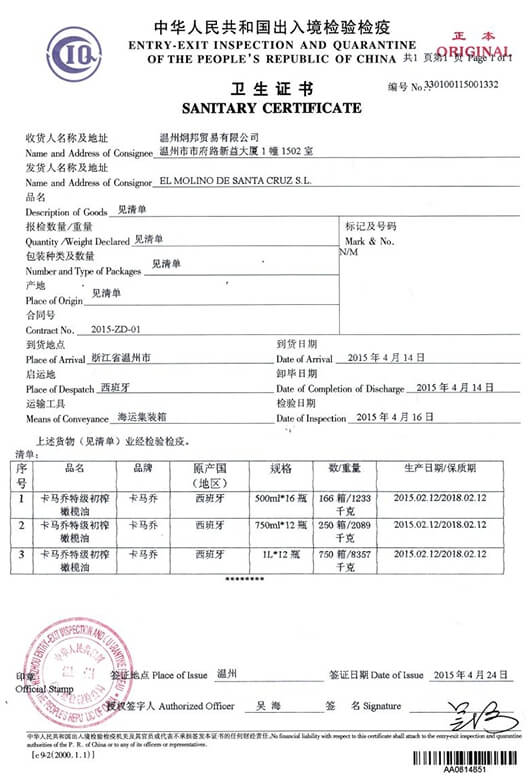 CIQ
中华人民共和国出入境检验检疫
ENTRY-EXIT INSPECTION AND QUARANTINE
OF THE PEOPLE'S REPUBLIC OF CHINA
正本
ORIGINAL
共1 页第1 页 Page 1 of 1
卫生证书
SANITARY CERTIFICATE
编号 No.:330100115001332
收货人名称及地址 温州炯邦贸易有限公司
Name and Address of Consignee 温州市市府路新益大厦 1 幢 1502 室
发货人名称及地址
Name and Address of Consignor EL MOLINO DE SANTA CRUZ S.L.
品名
Description of Goods 见清单
报检数量/重量
Quantity /Weight Declared 见清单
包装种类及数量
Number and Type of Packages 见清单
产地
Place of Origin 见清单
标记及号码
Mark & No.
N/M
合同号
Contract No. 2015-ZD-01
到货地点
Place of Arrival 浙江省温州市
到货日期
Date of Arrival 2015 年 4 月 14 日
启运地
Place of Despatch 西班牙
卸毕日期
Date of Completion of Discharge 2015 年 4 月 14 日
运输工具
Means of Conveyance 海运集装箱
检验日期
Date of Inspection 2015 年 4 月 16 日
上述货物（见清单）业经检验检疫。
清单：
序号 品名 品牌 原产国（地区） 规格 数/重量 生产日期/保质期
1 卡马乔特级初榨橄榄油 卡马乔 西班牙 500ml*16 瓶 166 箱/1233 千克 2015.02.12/2018.02.12
2 卡马乔特级初榨橄榄油 卡马乔 西班牙 750ml*12 瓶 250 箱/2089 千克 2015.02.12/2018.02.12
3 卡马乔特级初榨橄榄油 卡马乔 西班牙 1L*12 瓶 750 箱/8357 千克 2015.02.12/2018.02.12
********
印章
Official Stamp
签证地点 Place of Issue 温州
签证日期 Date of Issue 2015 年 4 月 24 日
授权签字人 Authorized Officer 吴海
签 名 Signature
中华人民共和国出入境检验检疫机关及其官员或代表不承担签发本证书的任何财经责任。No financial liability with respect to this certificate shall attach to the entry-exit inspection and quarantine
authorities of the P. R. of China or to any of its officers or representatives.
[c9-2(2000.1.1)]
AA0814851